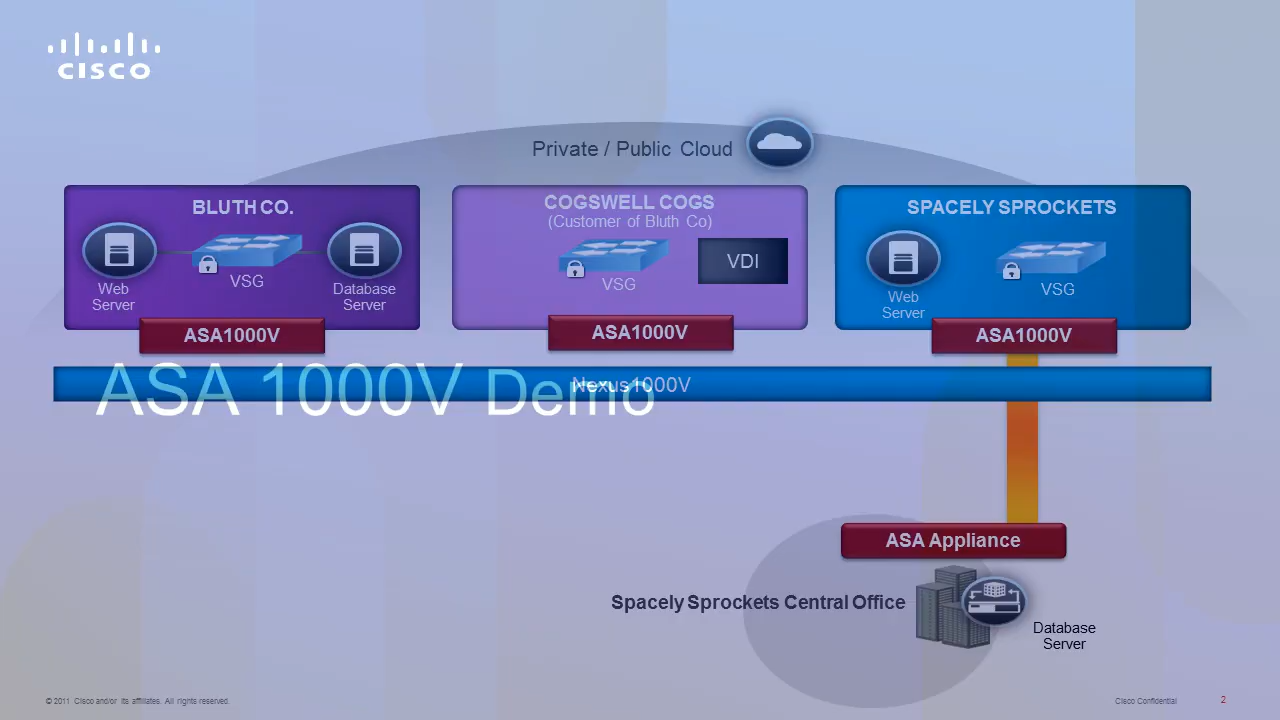 CISCO
Private / Public Cloud
BLUTH CO.
Web
Server
VSG
Database
Server
ASA1000V
COGSWELL COGS
(Customer of Bluth Co)
VSG
VDI
ASA1000V
SPACELY SPROCKETS
Web
Server
VSG
ASA1000V
Nexus1000V
ASA 1000V Demo
ASA Appliance
Spacely Sprockets Central Office
Database
Server
© 2011 Cisco and/or its affiliates. All rights reserved.
Cisco Confidential
2